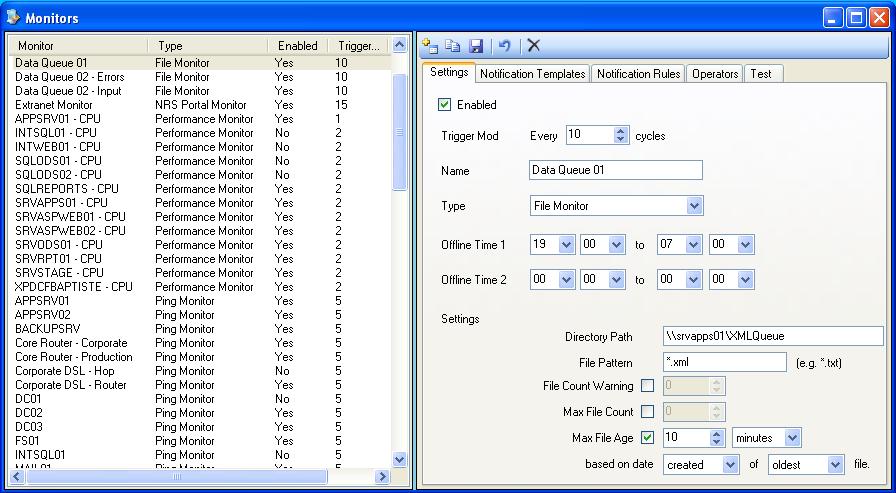 Monitors
Monitor Type Enabled Trigger...
Data Queue 01 File Monitor Yes 10
Data Queue 02 - Errors File Monitor Yes 10
Data Queue 02 - Input File Monitor Yes 10
Extranet Monitor NRS Portal Monitor Yes 15
APPSRV01 - CPU Performance Monitor Yes 1
INTSQL01 - CPU Performance Monitor No 2
INTWEB01 - CPU Performance Monitor No 2
SQLODS01 - CPU Performance Monitor No 2
SQLODS02 - CPU Performance Monitor No 2
SQLREPORTS - CPU Performance Monitor Yes 2
SRVAPPS01 - CPU Performance Monitor Yes 2
SRVASPWEB01 - CPU Performance Monitor Yes 2
SRVASPWEB02 - CPU Performance Monitor Yes 2
SRVODS01 - CPU Performance Monitor Yes 2
SRVRPT01 - CPU Performance Monitor Yes 2
SRVSTAGE - CPU Performance Monitor Yes 2
XPDCFBAPTISTE - CPU Performance Monitor Yes 2
APPSRV01 Ping Monitor Yes 5
APPSRV02 Ping Monitor Yes 5
BACKUPSRV Ping Monitor Yes 5
Core Router - Corporate Ping Monitor Yes 5
Core Router - Production Ping Monitor Yes 5
Corporate DSL - Hop Ping Monitor No 5
Corporate DSL - Router Ping Monitor Yes 5
DC01 Ping Monitor No 5
DC02 Ping Monitor Yes 5
DC03 Ping Monitor Yes 5
FS01 Ping Monitor Yes 5
INTSQL01 Ping Monitor No 5
MAIL01 Ping Monitor Yes 5
Settings Notification Templates Notification Rules Operators Test
Enabled
Trigger Mod Every 10 cycles
Name Data Queue 01
Type File Monitor
Offline Time 1 19 00 to 07 00
Offline Time 2 00 00 to 00 00
Settings
Directory Path \\srvapps01\XMLQueue
File Pattern *.xml (e.g. *.txt)
File Count Warning 0
Max File Count 0
Max File Age 10 minutes
based on date created of oldest file.